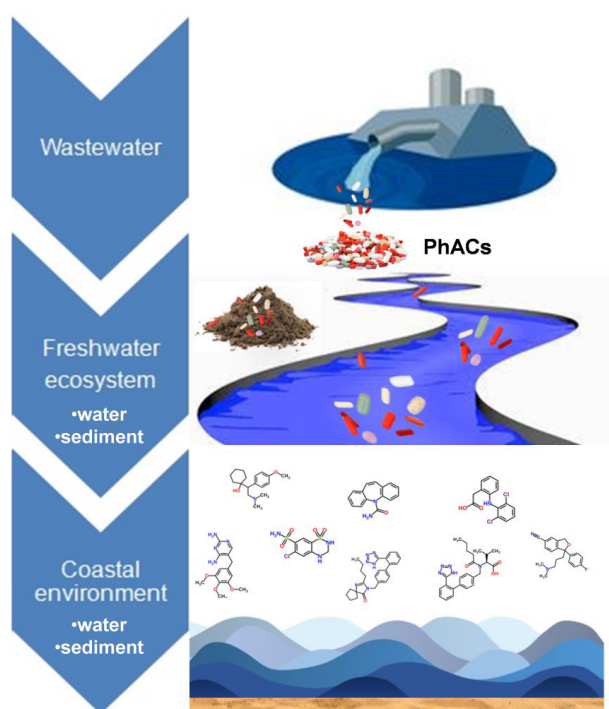 Wastewater
PhACs
Freshwater
ecosystem
•water
•sediment
Coastal
environment
•water
•sediment